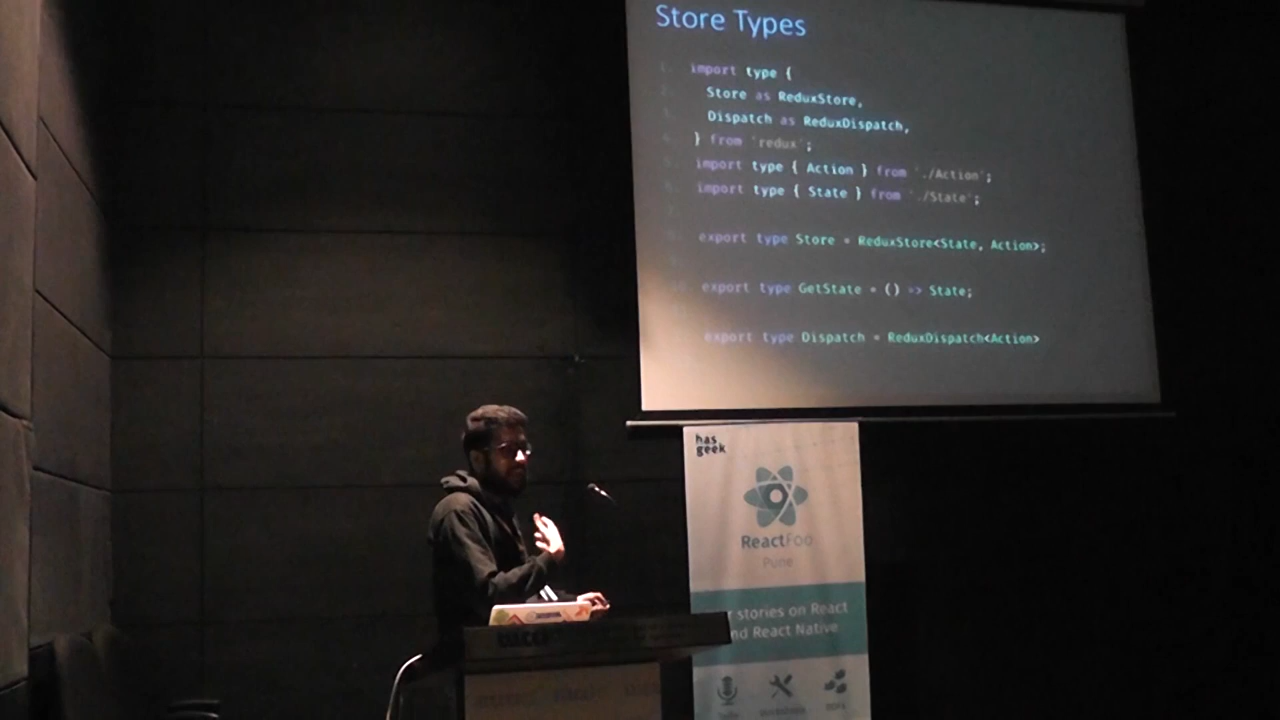 Store Types
import type {
Store as ReduxStore,
Dispatch as ReduxDispatch,
} from 'redux';
import type { Action } from './Action';
import type { State } from './State';
export type Store = ReduxStore<State, Action>;
export type GetState = () => State;
export type Dispatch = ReduxDispatch<Action>
has
geek
ReactFoo
Pune
stories on React
and React Native